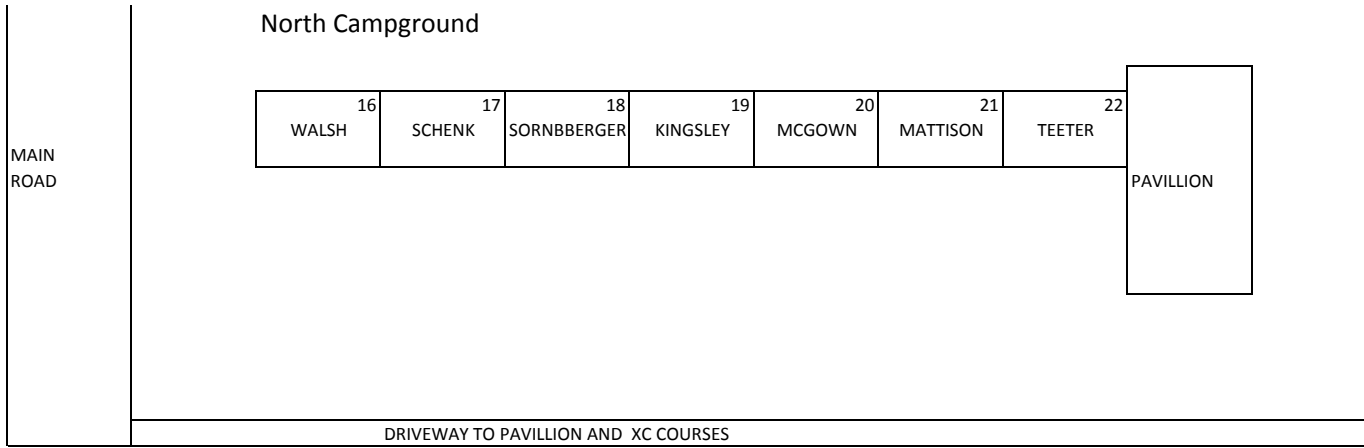 North Campground
16 17 18 19 20 21 22
WALSH SCHENK SORNBBERGER KINGSLEY MCGOWN MATTISON TEETER
MAIN
ROAD
PAVILLION
DRIVEWAY TO PAVILLION AND XC COURSES